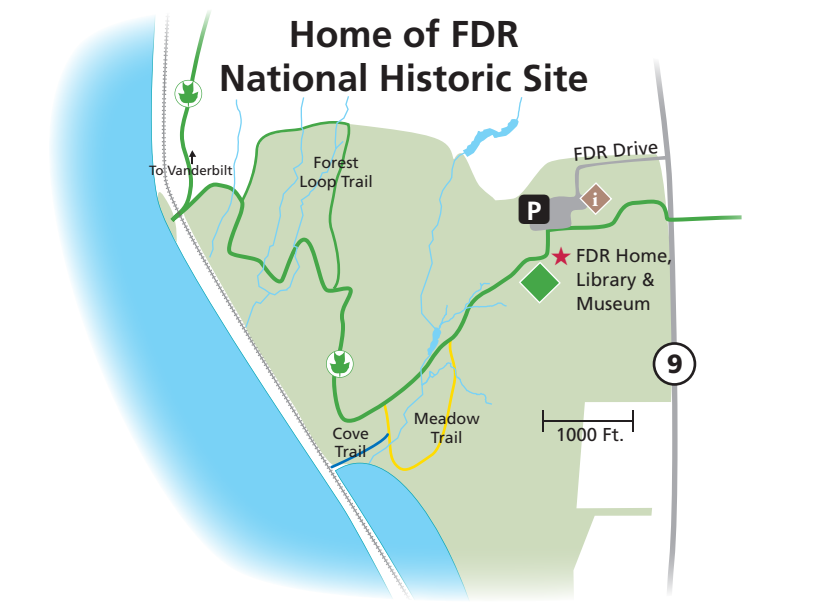 Home of FDR
National Historic Site
FDR Drive
Forest
Loop Trail
To Vanderbilt
P
i
FDR Home,
Library &
Museum
9
Meadow
Trail
Cove
Trail
1000 Ft.